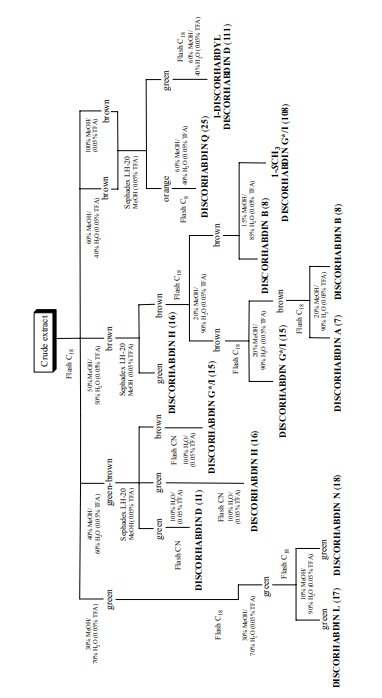 Crude extract
Flash C18
30% MeOH/
70% H2O (0.05% TFA)
green
Flash C18
30% MeOH/
70% H2O (0.05% TFA)
green
Flash C18
10% MeOH/
90% H2O (0.05% TFA)
green
DISCORHABDIN L (17)
green
DISCORHABDIN N (18)
40% MeOH/
60% H2O (0.05% TFA)
green-brown
Sephadex LH-20
MeOH (0.05% TFA)
green
Flash CN
100% H2O/
(0.05% TFA)
DISCORHABDIN D (11)
green
Flash CN
100% H2O/
(0.05% TFA)
DISCORHABDIN H (16)
brown
Flash CN
100% H2O/
(0.05% TFA)
DISCORHABDIN G*/I (15)
50% MeOH/
50% H2O (0.05% TFA)
brown
Sephadex LH-20
MeOH (0.05% TFA)
green
DISCORHABDIN H (16)
brown
Flash C18
20% MeOH/
90% H2O (0.05% TFA)
brown
Flash C18
20% MeOH/
90% H2O (0.05% TFA)
DISCORHABDIN G*/I (15)
brown
Flash C18
20% MeOH/
90% H2O (0.05% TFA)
DISCORHABDIN A (7)
DISCORHABDIN B (8)
brown
15% MeOH/
85% H2O (0.05% TFA)
DISCORHABDIN B (8)
1-SCH3
DISCORHABDIN G*/I (108)
60% MeOH/
40% H2O (0.05% TFA)
brown
100% MeOH/
(0.05% TFA)
brown
Sephadex LH-20
MeOH (0.05% TFA)
orange
Flash C8
60% MeOH/
40% H2O (0.05% TFA)
DISCORHABDIN Q (25)
green
Flash C18
60% MeOH/
40% H2O (0.05% TFA)
1-DISCORHABDYL
DISCORHABDIN D (111)